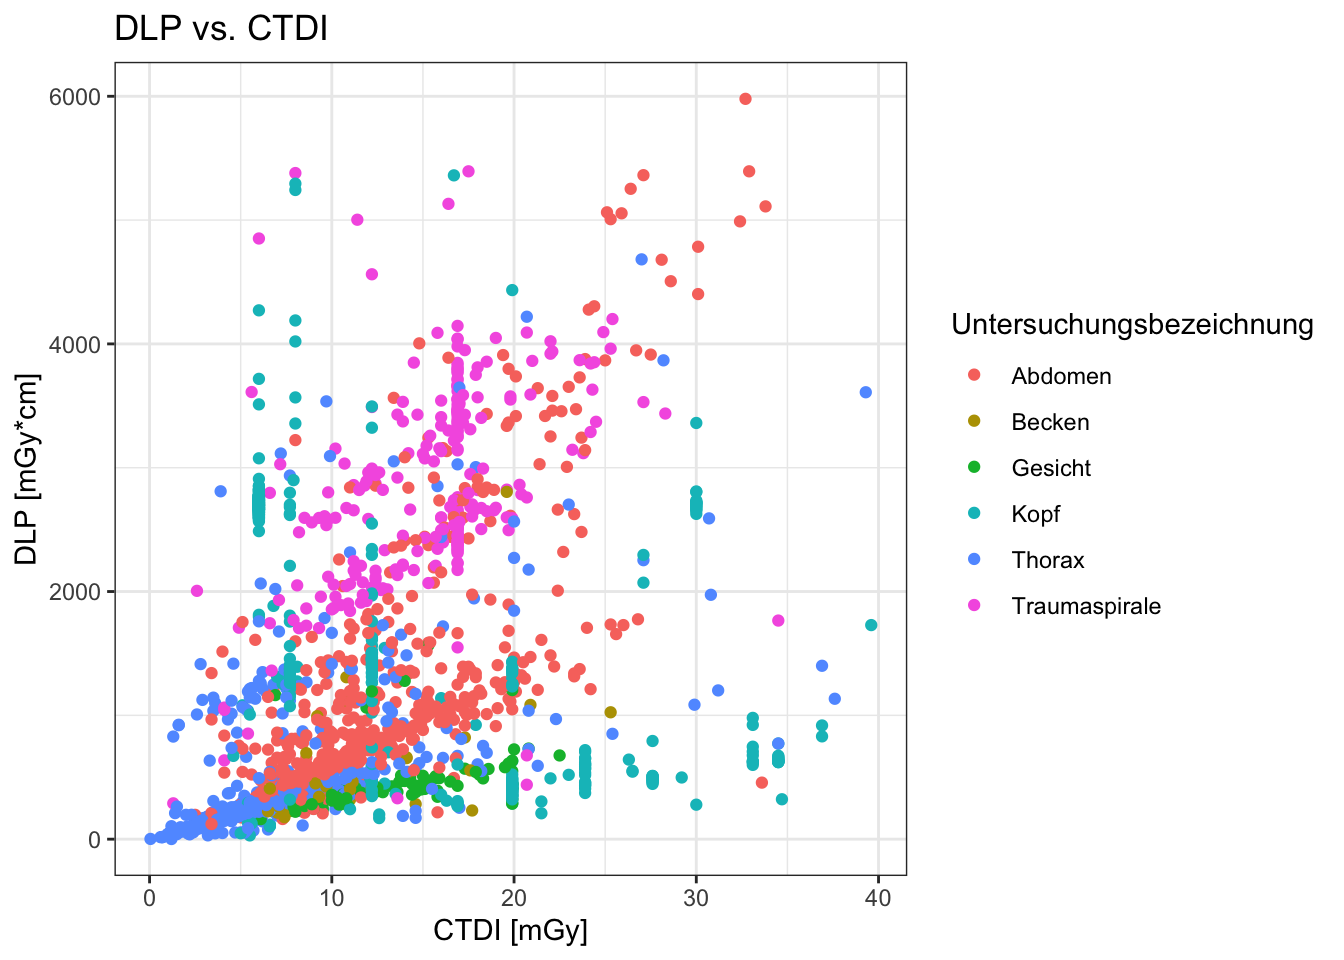 DLP vs. CTDI
6000
4000
2000
0
DLP [mGy*cm]
0 10 20 30 40
CTDI [mGy]
Untersuchungsbezeichnung
Abdomen
Becken
Gesicht
Kopf
Thorax
Traumaspirale